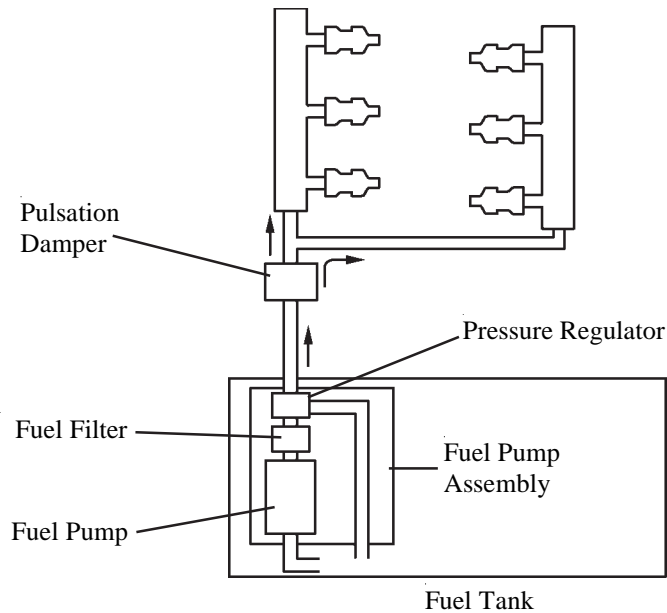 Pulsation
Damper
Pressure Regulator
Fuel Filter
Fuel Pump
Assembly
Fuel Pump
Fuel Tank